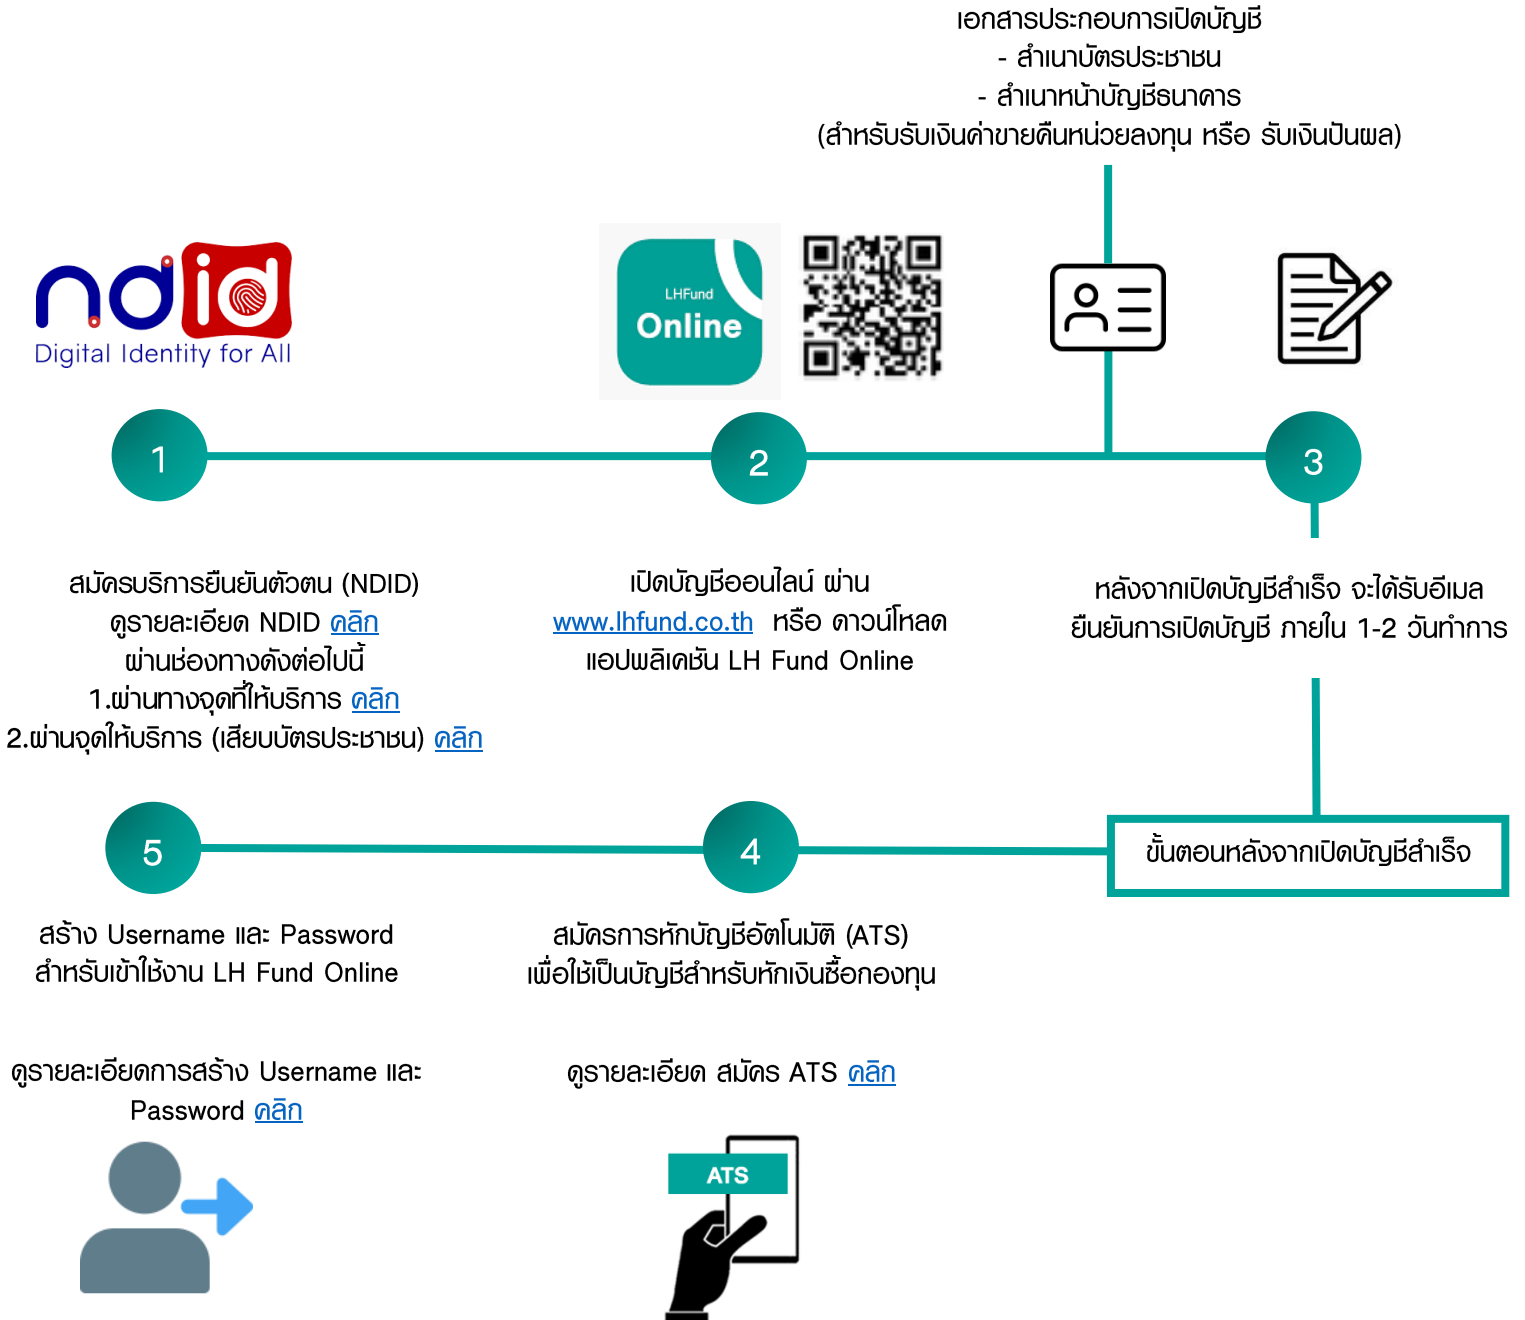 เอกสารประกอบการเปิดบัญชี
- สำเนาบัตรประชาชน
- สำเนาหน้าบัญชีธนาคาร
(สำหรับรับเงินค่าขายคืนหน่วยลงทุน หรือ รับเงินปันผล)
ndid
Digital Identity for All
LHFund
Online
1
2
3
สมัครบริการยืนยันตัวตน (NDID)
ดูรายละเอียด NDID คลิก
ผ่านช่องทางดังต่อไปนี้
1.ผ่านทางจุดที่ให้บริการ คลิก
2.ผ่านจุดให้บริการ (เสียบบัตรประชาชน) คลิก
เปิดบัญชีออนไลน์ ผ่าน
www.lhfund.co.th หรือ ดาวน์โหลด
แอปพลิเคชัน LH Fund Online
หลังจากเปิดบัญชีสำเร็จ จะได้รับอีเมล
ยืนยันการเปิดบัญชี ภายใน 1-2 วันทำการ
ขั้นตอนหลังจากเปิดบัญชีสำเร็จ
4
สมัครการหักบัญชีอัตโนมัติ (ATS)
เพื่อใช้เป็นบัญชีสำหรับหักเงินซื้อกองทุน
ดูรายละเอียด สมัคร ATS คลิก
ATS
5
สร้าง Username และ Password
สำหรับเข้าใช้งาน LH Fund Online
ดูรายละเอียดการสร้าง Username และ
Password คลิก